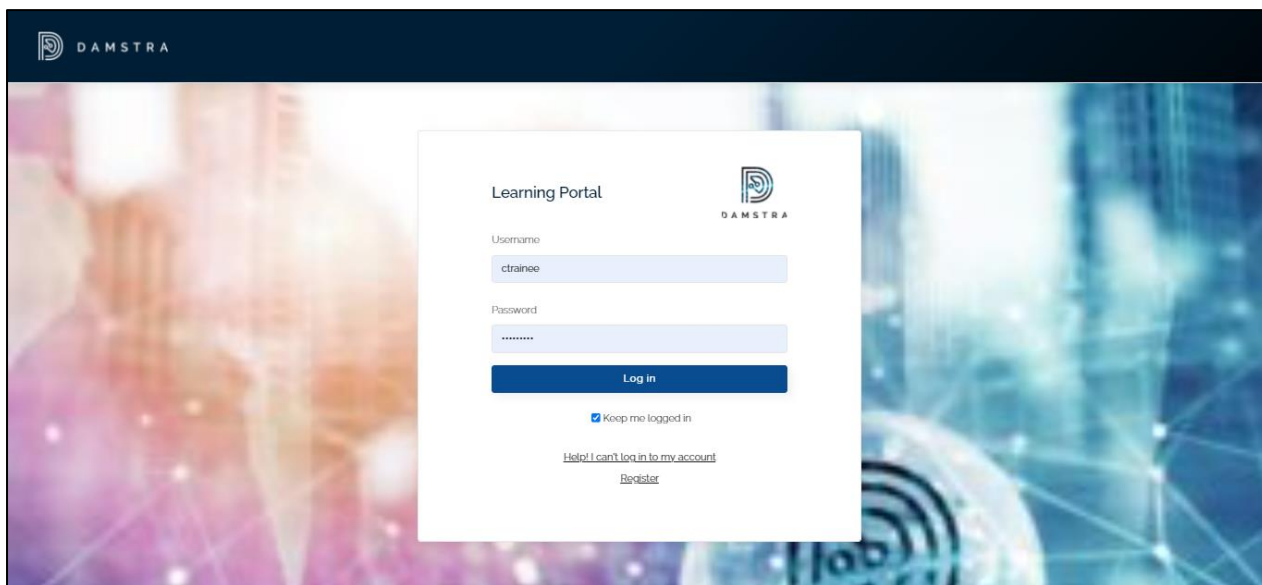 DAMSTRA
Learning Portal
DAMSTRA
Username
ctrainee
Password
•••••••••
Log in
Keep me logged in
Help! I can't log in to my account
Register